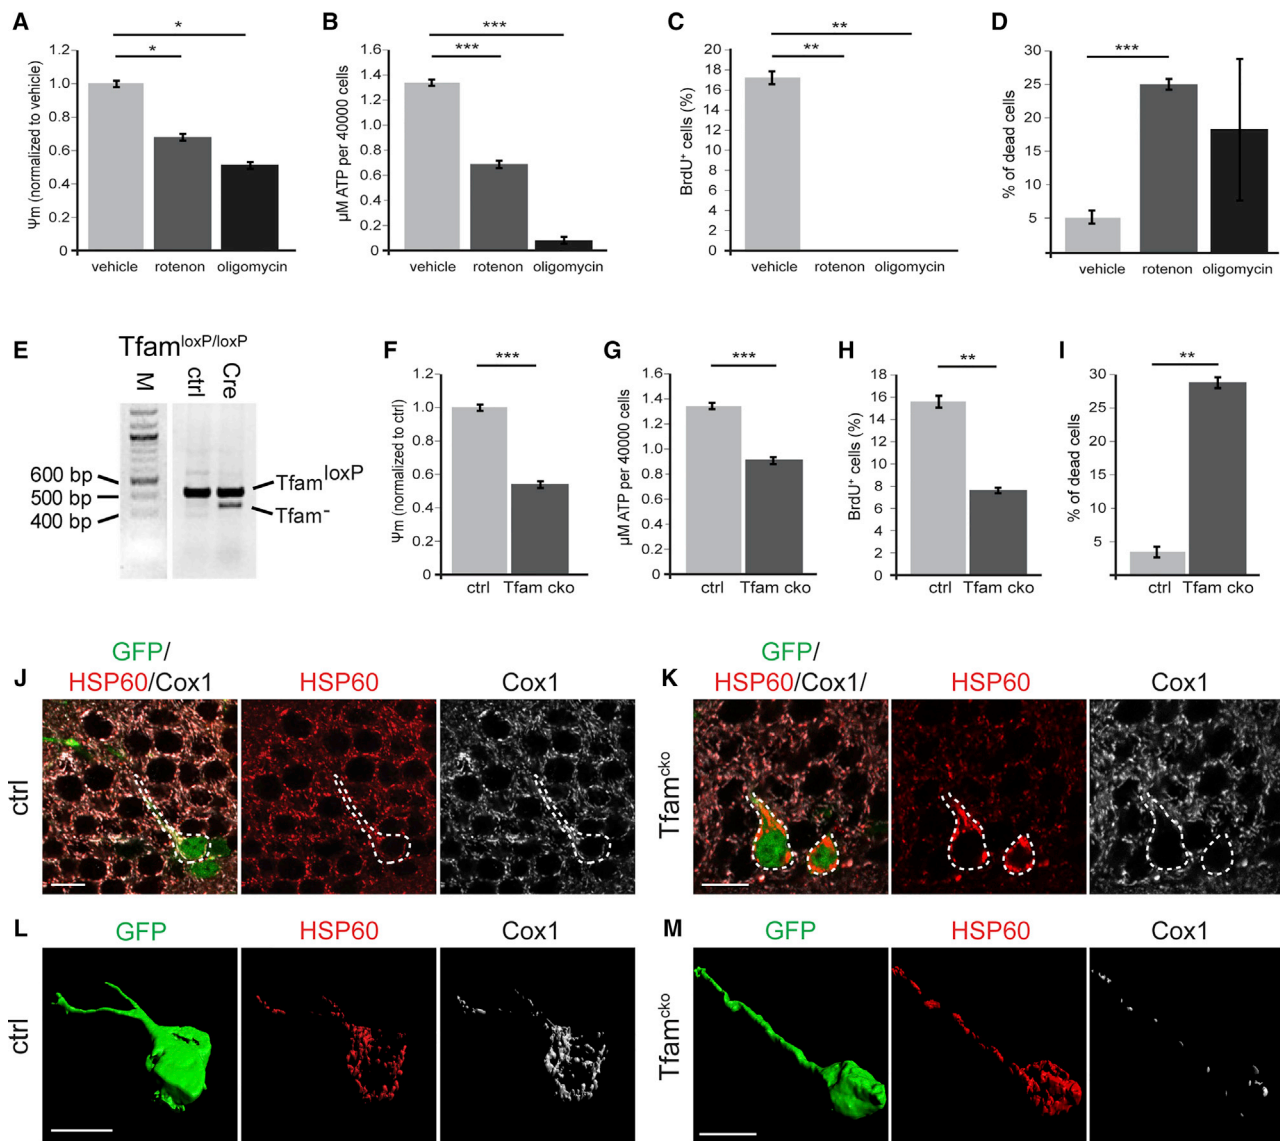 A
*
*
1.2
1.0
0.8
0.6
0.4
0.2
0
Ψm (normalized to vehicle)
vehicle rotenon oligomycin
B
***
***
1.6
1.4
1.2
1.0
0.8
0.6
0.4
0.2
0
µM ATP per 40000 cells
vehicle rotenon oligomycin
C
**
**
20
18
16
14
12
10
8
6
4
2
0
BrdU⁺ cells (%)
vehicle rotenon oligomycin
D
***
30
25
20
15
10
5
% of dead cells
vehicle rotenon oligomycin
E
Tfam loxP/loxP
M ctrl Cre
600 bp
500 bp
400 bp
Tfam loxP
Tfam⁻
F
***
1.2
1.0
0.8
0.6
0.4
0.2
0
Ψm (normalized to ctrl)
ctrl Tfam cko
G
***
1.6
1.4
1.2
1.0
0.8
0.6
0.4
0.2
0
µM ATP per 40000 cells
ctrl Tfam cko
H
**
18
16
14
12
10
8
6
4
2
0
BrdU⁺ cells (%)
ctrl Tfam cko
I
**
30
25
20
15
10
5
% of dead cells
ctrl Tfam cko
J
GFP/
HSP60/Cox1
HSP60
Cox1
ctrl
K
GFP/
HSP60/Cox1/
HSP60
Cox1
Tfam cko
L
GFP
HSP60
Cox1
ctrl
M
GFP
HSP60
Cox1
Tfam cko